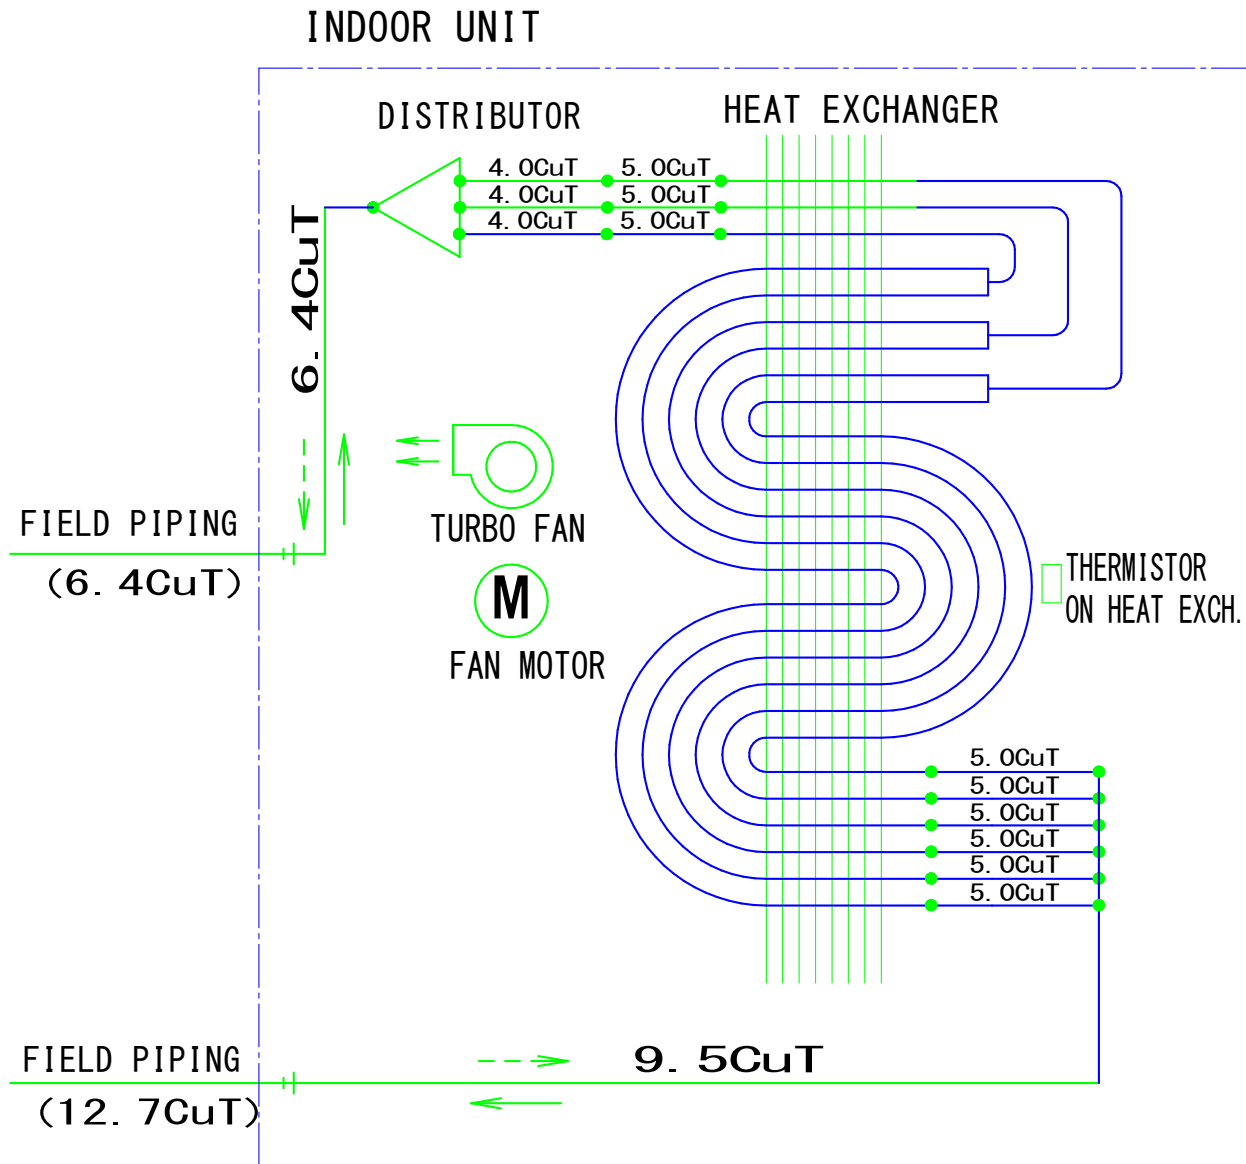 INDOOR UNIT
DISTRIBUTOR
HEAT EXCHANGER
4. 0CuT 5. 0CuT
4. 0CuT 5. 0CuT
4. 0CuT 5. 0CuT
6. 4CuT
FIELD PIPING
(6. 4CuT)
TURBO FAN
M
FAN MOTOR
THERMISTOR
ON HEAT EXCH.
5. 0CuT
5. 0CuT
5. 0CuT
5. 0CuT
5. 0CuT
5. 0CuT
FIELD PIPING
(12. 7CuT)
9. 5CuT